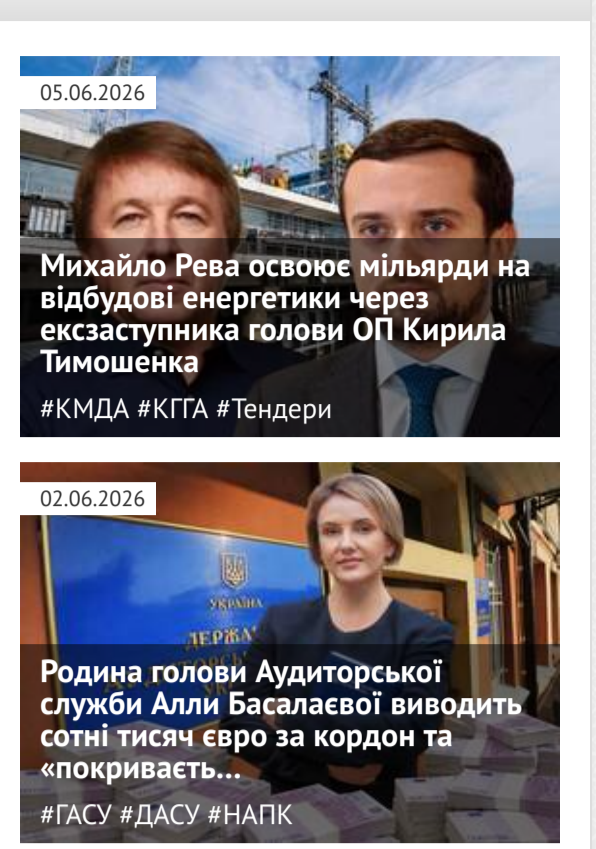 05.06.2026
Михайло Рева освоює мільярди на
відбудові енергетики через
ексзаступника голови ОП Кирила
Тимошенка
#КМДА #КГГА #Тендери
02.06.2026
УКРАЇНА
ДЕРЖА
Родина голови Аудиторської
служби Алли Басалаєвої виводить
сотні тисяч євро за кордон та
«покриваєть...
#ГАСУ #ДАСУ #НАПК